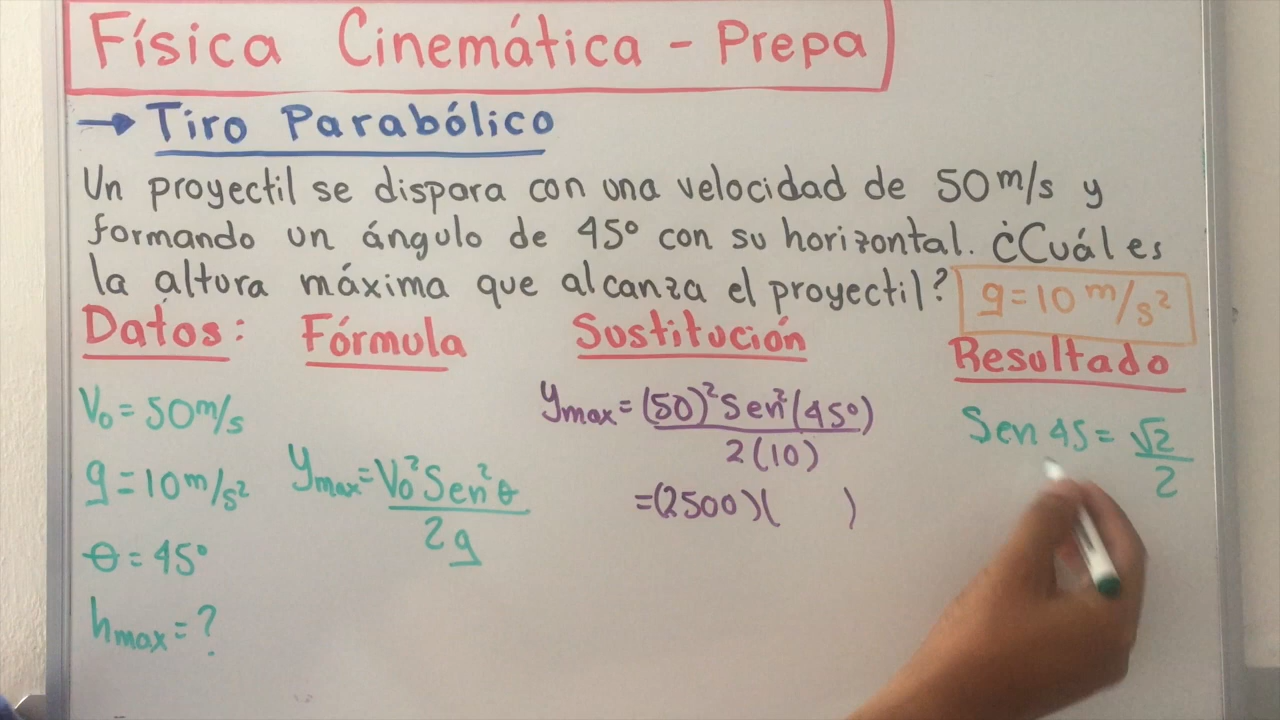 Física Cinemática - Prepa
→ Tiro Parabólico
Un proyectil se dispara con una velocidad de 50 m/s y
formando un ángulo de 45° con su horizontal. ¿Cuál es
la altura máxima que alcanza el proyectil? g=10 m/s²
Datos:
V₀ = 50 m/s
g = 10 m/s²
θ = 45°
hmax = ?
Fórmula
Ymax = V₀² Sen² θ
2g
Sustitución
Ymax = (50)² Sen² (45°)
2(10)
=(2500)( )
Resultado
Sen 45 = √2
2